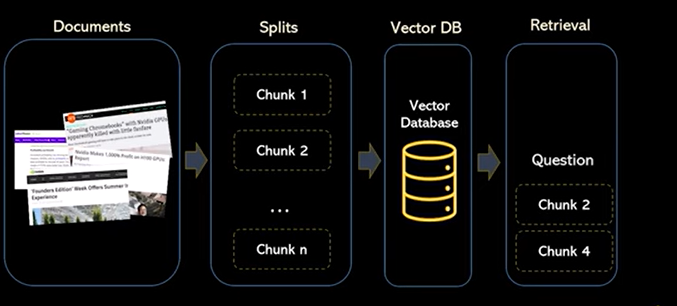 Documents
Splits
Vector DB
Retrieval
"Gaming Chromebooks" with Nvidia GPUs
apparently killed with little fanfare
Nvidia Makes 1,000% Profit on H100 GPUs:
Report
'Founders Edition' Week Offers Summer
Experience
Chunk 1
Chunk 2
...
Chunk n
Vector
Database
Question
Chunk 2
Chunk 4